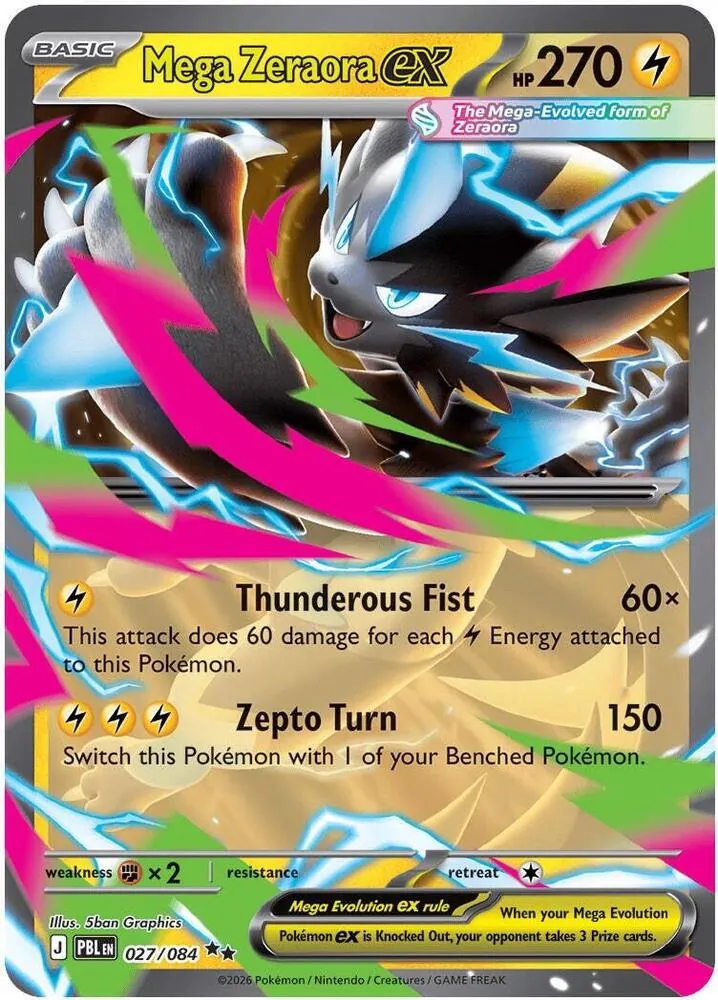 BASIC
Mega Zeraora ex HP 270
The Mega-Evolved form of
Zeraora
Thunderous Fist 60×
This attack does 60 damage for each Energy attached
to this Pokémon.
Zepto Turn 150
Switch this Pokémon with 1 of your Benched Pokémon.
weakness ×2 resistance retreat
Illus. 5ban Graphics
Mega Evolution ex rule When your Mega Evolution
Pokémon ex is Knocked Out, your opponent takes 3 Prize cards.
J PBL EN 027/084 ★★
©2026 Pokémon / Nintendo / Creatures / GAME FREAK